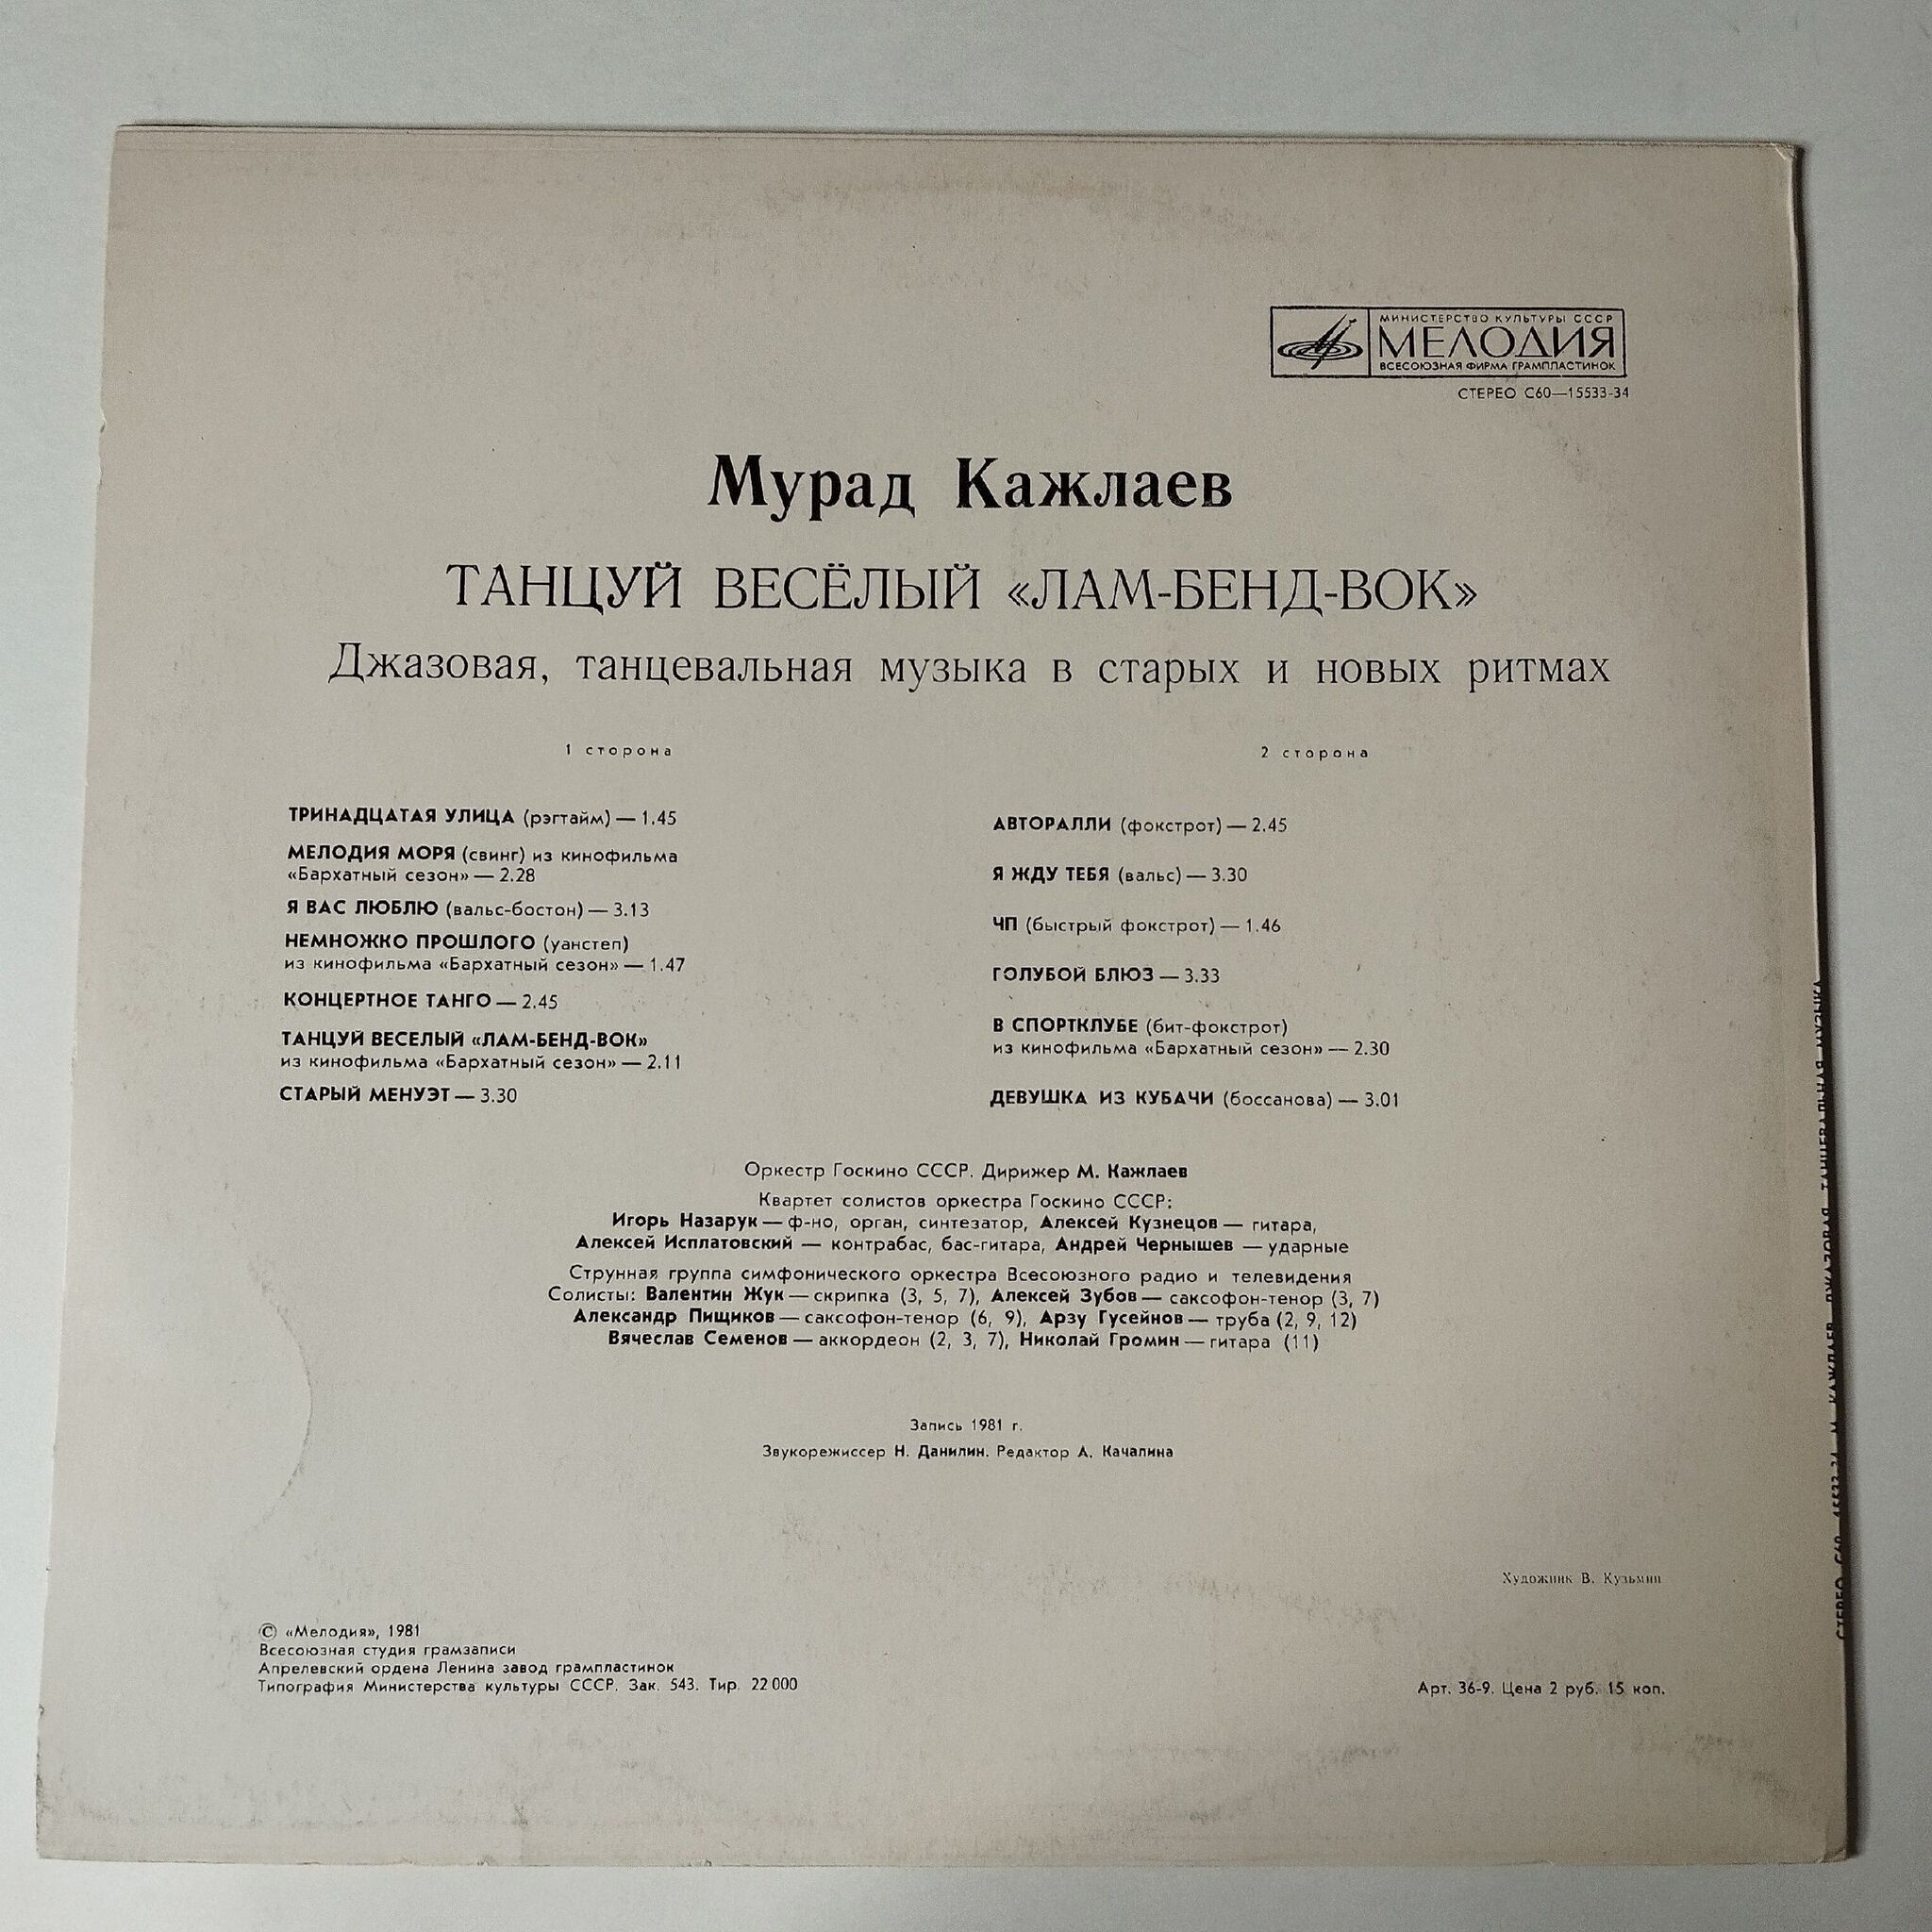 МИНИСТЕРСТВО КУЛЬТУРЫ СССР
МЕЛОДИЯ
ВСЕСОЮЗНАЯ ФИРМА ГРАМПЛАСТИНОК
СТЕРЕО С60—15533-34
Мурад Кажлаев
ТАНЦУЙ ВЕСЁЛЫЙ «ЛАМ-БЕНД-ВОК»
Джазовая, танцевальная музыка в старых и новых ритмах
1 сторона
ТРИНАДЦАТАЯ УЛИЦА (рэгтайм) — 1.45
МЕЛОДИЯ МОРЯ (свинг) из кинофильма
«Бархатный сезон» — 2.28
Я ВАС ЛЮБЛЮ (вальс-бостон) — 3.13
НЕМНОЖКО ПРОШЛОГО (уанстеп)
из кинофильма «Бархатный сезон» — 1.47
КОНЦЕРТНОЕ ТАНГО — 2.45
ТАНЦУЙ ВЕСЕЛЫЙ «ЛАМ-БЕНД-ВОК»
из кинофильма «Бархатный сезон» — 2.11
СТАРЫЙ МЕНУЭТ — 3.30
2 сторона
АВТОРАЛЛИ (фокстрот) — 2.45
Я ЖДУ ТЕБЯ (вальс) — 3.30
ЧП (быстрый фокстрот) — 1.46
ГОЛУБОЙ БЛЮЗ — 3.33
В СПОРТКЛУБЕ (бит-фокстрот)
из кинофильма «Бархатный сезон» — 2.30
ДЕВУШКА ИЗ КУБАЧИ (боссанова) — 3.01
Оркестр Госкино СССР. Дирижер М. Кажлаев
Квартет солистов оркестра Госкино СССР:
Игорь Назарук — ф-но, орган, синтезатор, Алексей Кузнецов — гитара,
Алексей Исплатовский — контрабас, бас-гитара, Андрей Чернышев — ударные
Струнная группа симфонического оркестра Всесоюзного радио и телевидения
Солисты: Валентин Жук — скрипка (3, 5, 7), Алексей Зубов — саксофон-тенор (3, 7)
Александр Пищиков — саксофон-тенор (6, 9), Арзу Гусейнов — труба (2, 9, 12)
Вячеслав Семенов — аккордеон (2, 3, 7), Николай Громин — гитара (11)
Запись 1981 г.
Звукорежиссер Н. Данилин. Редактор А. Качалина
Художник В. Кузьмин
© «Мелодия», 1981
Всесоюзная студия грамзаписи
Апрелевский ордена Ленина завод грампластинок
Типография Министерства культуры СССР. Зак. 543. Тир. 22 000
Арт. 36-9. Цена 2 руб. 15 коп.
СТЕРЕО С60-15533-34 М. КАЖЛАЕВ ДЖАЗОВАЯ, ТАНЦЕВАЛЬНАЯ МУЗЫКА